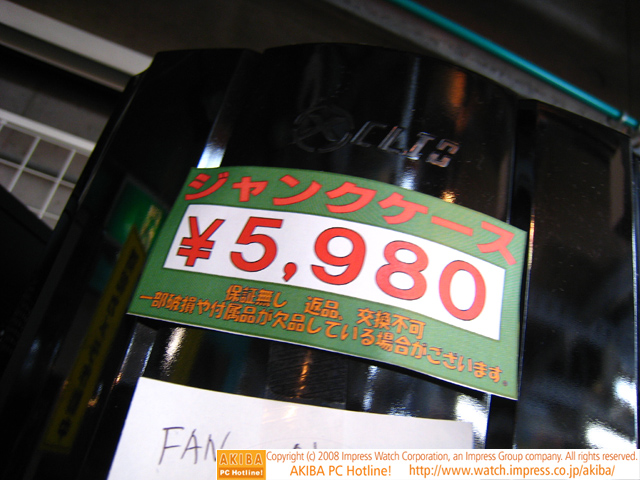 ジャンクケース
¥5,980
保証無し 返品、交換不可
一部破損や付属品が欠品している場合がございます。
FAN
AKIBA PC Hotline!
Copyright (c) 2008 Impress Watch Corporation, an Impress Group company. All rights reserved.
AKIBA PC Hotline! http://www.watch.impress.co.jp/akiba/